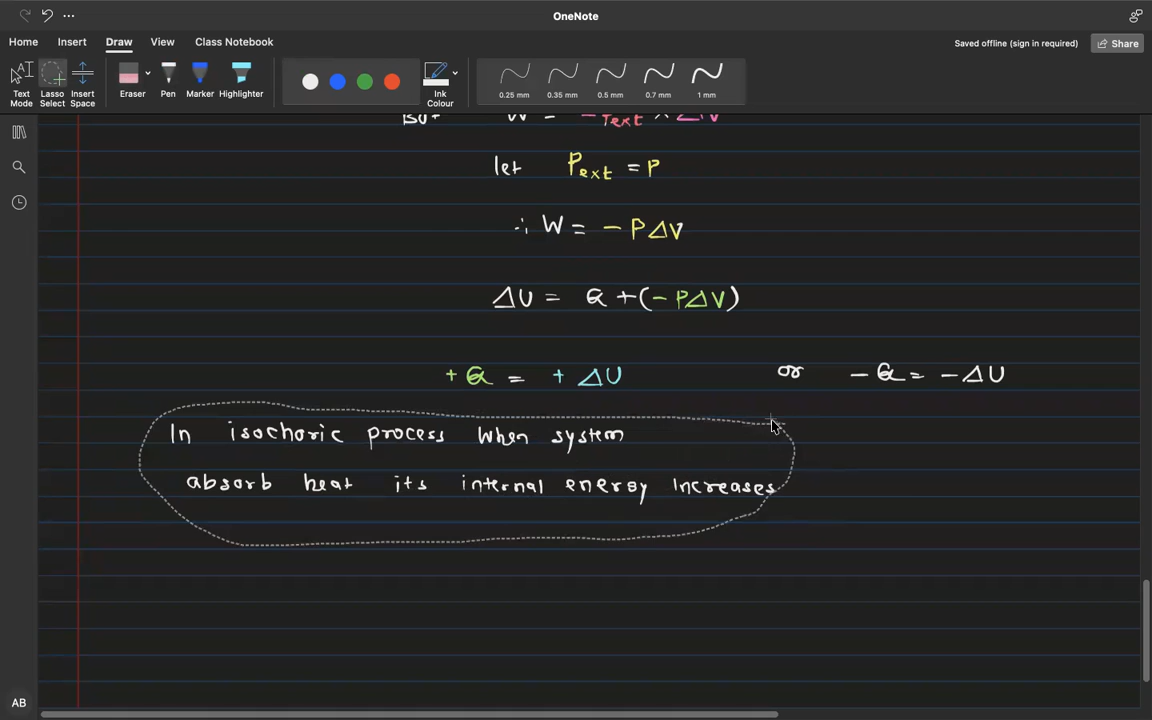 OneNote
Home Insert Draw View Class Notebook
Saved offline (sign in required) Share
Text Mode Lasso Select Insert Space Eraser Pen Marker Highlighter Ink Colour 0.25 mm 0.35 mm 0.5 mm 0.7 mm 1 mm
But W = - Pext × ΔV
let Pext = P
∴ W = - PΔV
ΔU = Q + (- PΔV)
+ Q = + ΔU or - Q = - ΔU
In isochoric process when system
absorb heat its internal energy increases
AB